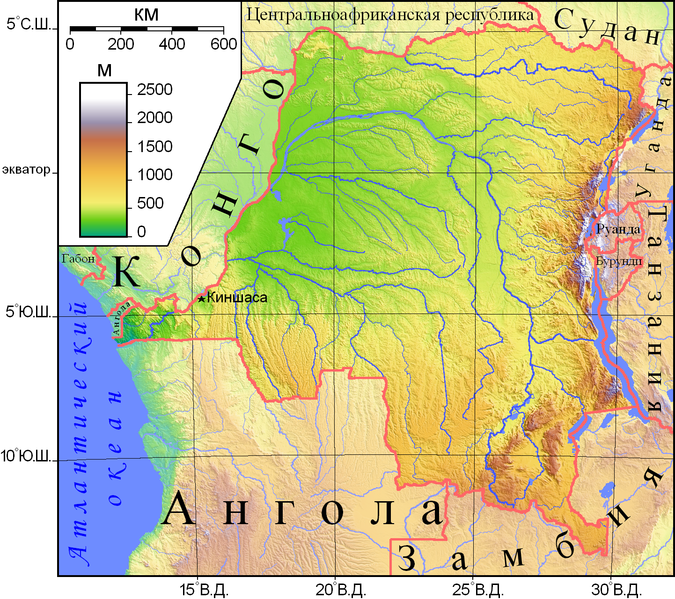 КМ
0 200 400 600
М
2500
2000
1500
1000
500
0
5°С.Ш.
экватор
5°Ю.Ш.
10°Ю.Ш.
15°В.Д.
20°В.Д.
25°В.Д.
30°В.Д.
Центральноафриканская республика
Судан
Уганда
Руанда
Бурунди
Танзания
Конго
Габон
Ангола
Киншаса
Атлантический
океан
Ангола
Замбия